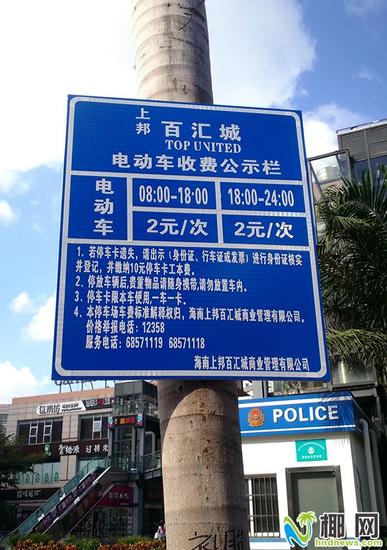 上邦 百汇城
TOP UNITED
电动车收费公示栏
电动车 08:00-18:00 18:00-24:00
2元/次 2元/次
1、若停车卡遗失，请出示（身份证、行车证或发票）进行身份证核实
并登记，并缴纳10元停车卡工本费。
2、停放车辆后，贵重物品请随身携带，请勿放置车内。
3、停车卡限本车使用，一车一卡。
4、本停车场车费标准解释权归，海南上邦百汇城商业管理有限公司。
价格举报电话：12358
服务电话：68571119 68571118
海南上邦百汇城商业管理有限公司
POLICE
椰网
hndnews.com